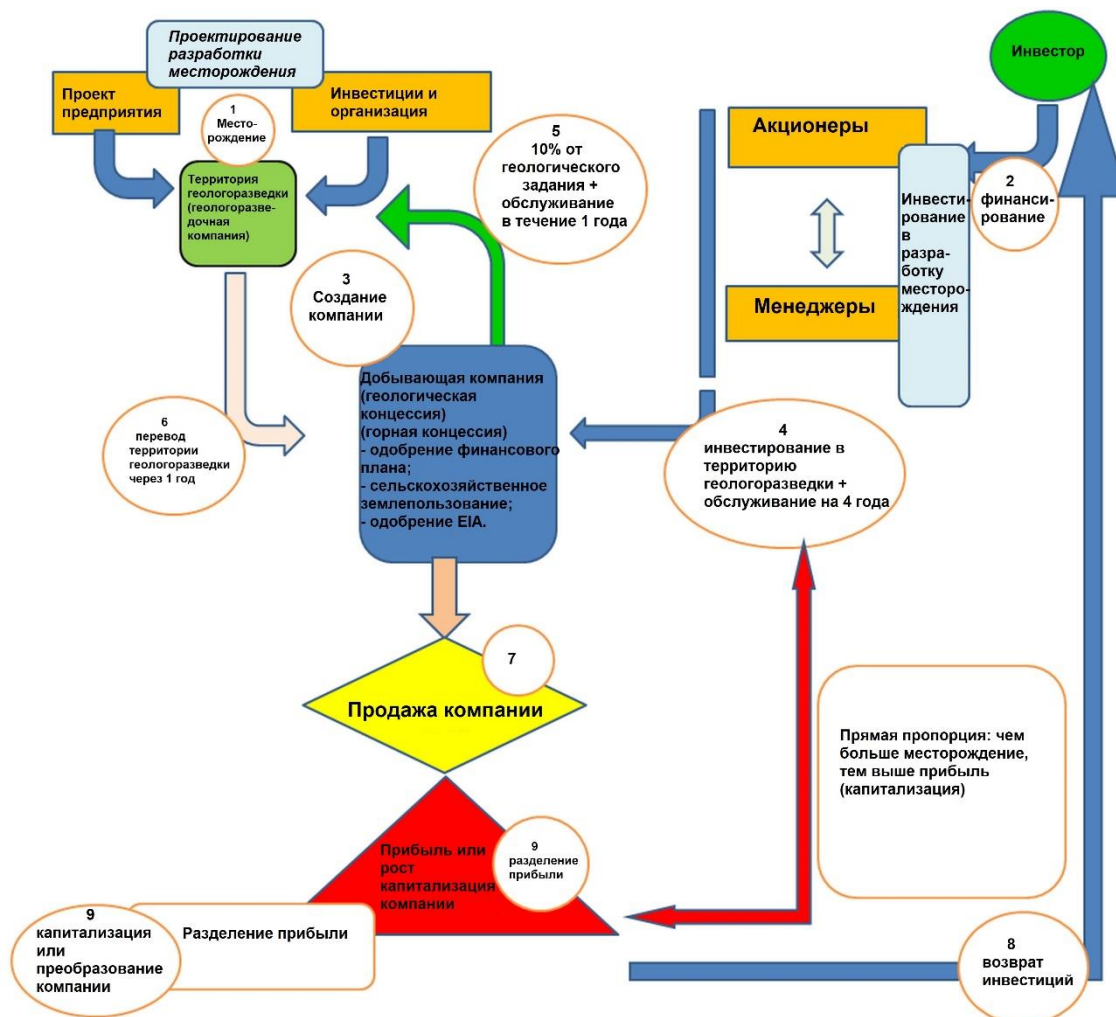 Проектирование
разработки
месторождения
Проект
предприятия
Инвестиции и
организация
1
Место-
рождение
Территория
геологоразведки
(геологоразве-
дочная
компания)
5
10% от
геологического
задания +
обслуживание
в течение 1 года
Инвестор
Акционеры
2
финанси-
рование
Инвести-
рование
в
разра-
ботку
месторо-
ждения
Менеджеры
3
Создание
компании
Добывающая компания
(геологическая
концессия)
(горная концессия)
- одобрение финансового
плана;
- сельскохозяйственное
землепользование;
- одобрение EIA.
6
перевод
территории
геологоразведки
через 1 год
4
инвестирование в
территорию
геологоразведки +
обслуживание на 4 года
7
Продажа компании
Прямая пропорция: чем
больше месторождение,
тем выше прибыль
(капитализация)
Прибыль или
рост
капитализация
компании
9
разделение
прибыли
9
капитализация
или
преобразование
компании
Разделение прибыли
8
возврат
инвестиций